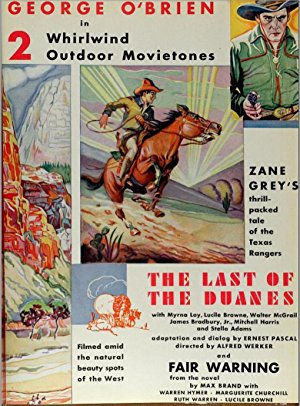 GEORGE O'BRIEN
in
2 Whirlwind
Outdoor Movietones
ZANE
GREY'S
thrill-
packed
tale
of the
Texas
Rangers
THE LAST OF
THE DUANES
with Myrna Loy, Lucile Browne, Walter McGrail
James Bradbury, Jr., Mitchell Harris
and Stella Adams
adaptation and dialog by ERNEST PASCAL
directed by ALFRED WERKER
Filmed amid
the natural
beauty spots
of the West
and
FAIR WARNING
from the novel
by MAX BRAND with
WARREN HYMER - MARGUERITE CHURCHILL
RUTH WARREN - LUCILE BROWNE